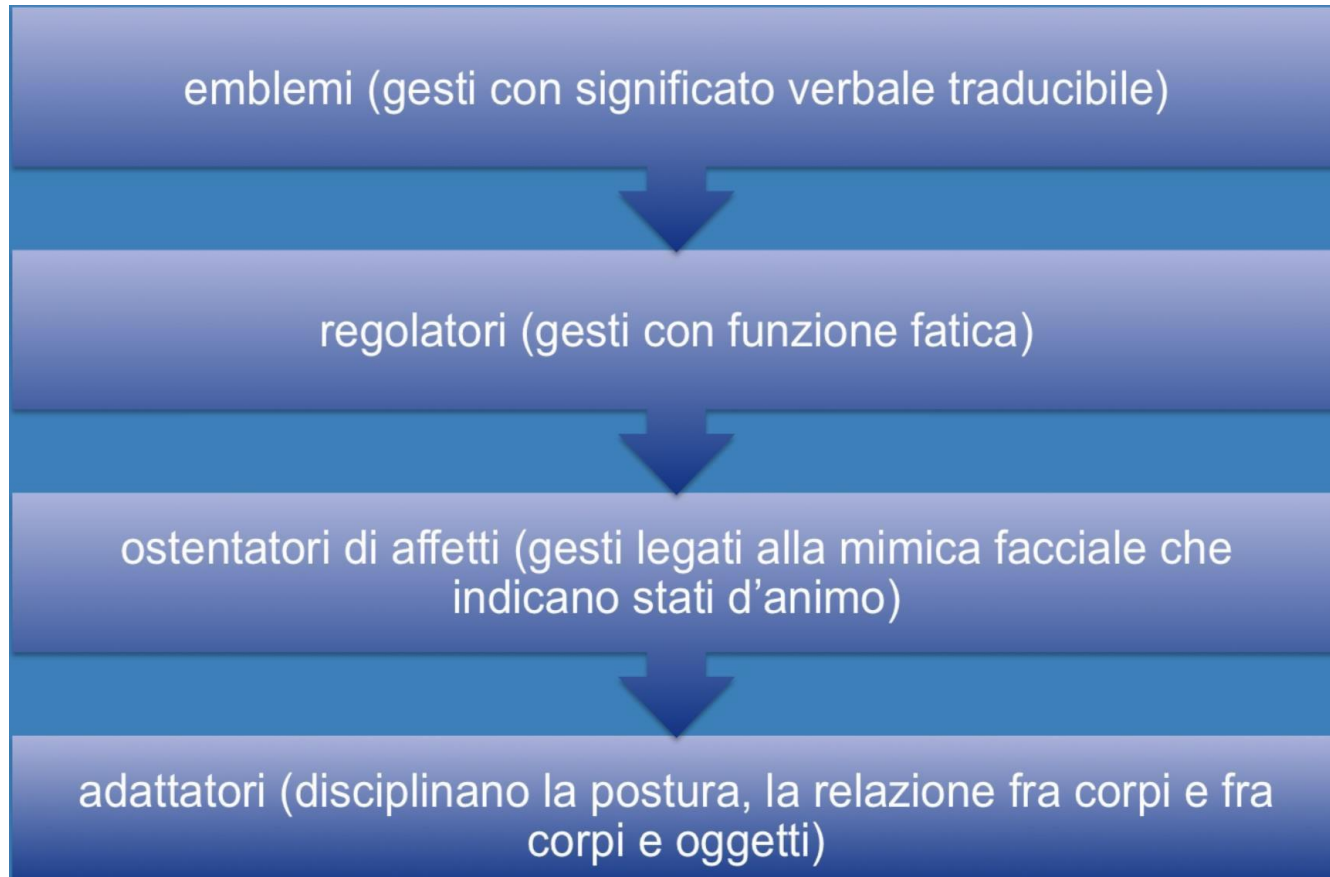 emblemi (gesti con significato verbale traducibile)
regolatori (gesti con funzione fatica)
ostentatori di affetti (gesti legati alla mimica facciale che
indicano stati d’animo)
adattatori (disciplinano la postura, la relazione fra corpi e fra
corpi e oggetti)